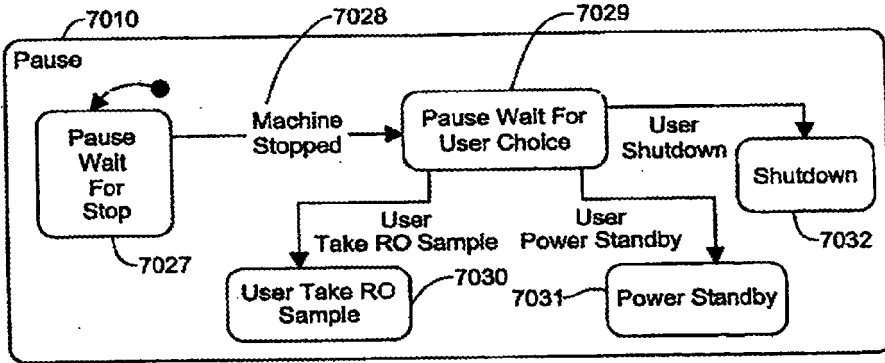 7010
7028
7029
Pause
Pause
Wait
For
Stop
Machine
Stopped
Pause Wait For
User Choice
User
Shutdown
Shutdown
7032
User
Take RO Sample
User
Power Standby
7027
User Take RO
Sample
7030
7031
Power Standby